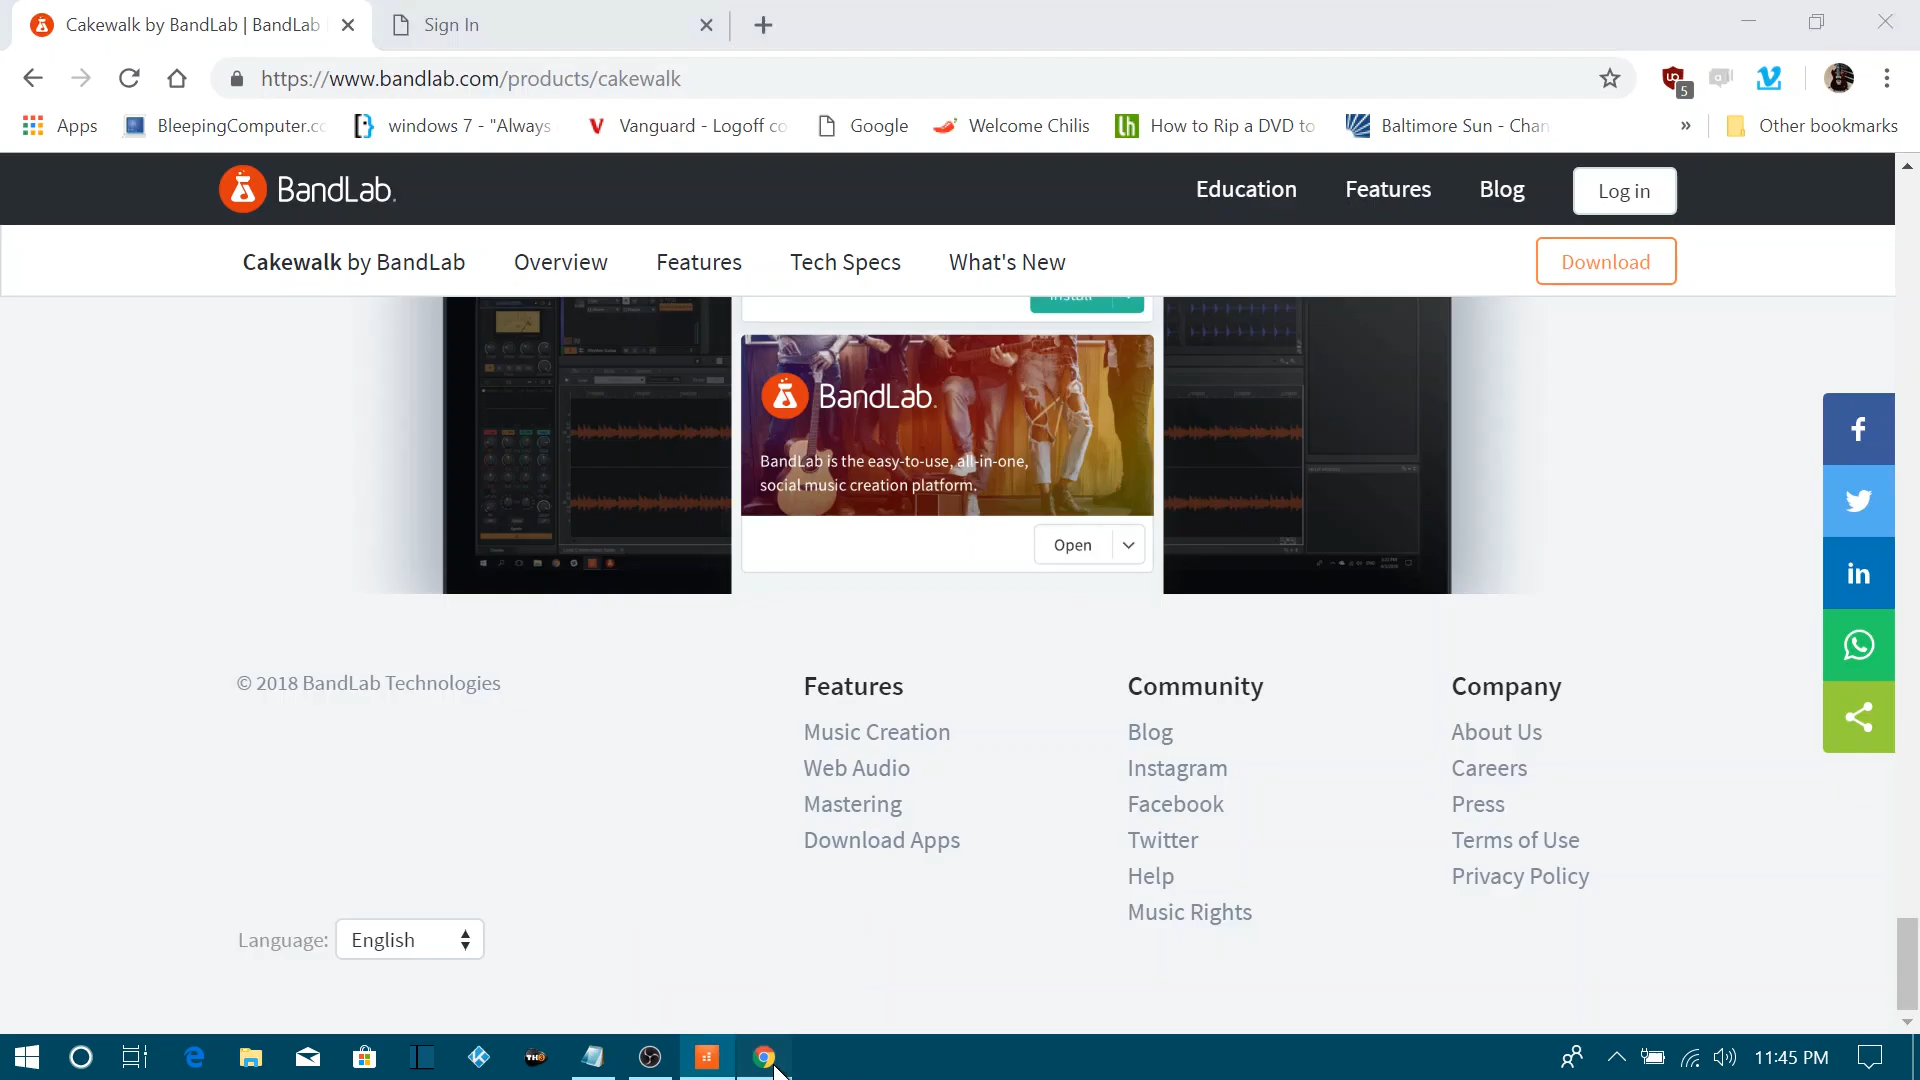 Cakewalk by BandLab | BandLab
Sign In
https://www.bandlab.com/products/cakewalk
5
Apps
BleepingComputer.cc
windows 7 - "Always
Vanguard - Logoff co
Google
Welcome Chilis
How to Rip a DVD to
Baltimore Sun - Chan
»
Other bookmarks
BandLab.
Education
Features
Blog
Log in
Cakewalk by BandLab
Overview
Features
Tech Specs
What's New
Download
Install
BandLab.
BandLab is the easy-to-use, all-in-one,
social music creation platform.
Open
© 2018 BandLab Technologies
Features
Music Creation
Web Audio
Mastering
Download Apps
Community
Blog
Instagram
Facebook
Twitter
Help
Music Rights
Company
About Us
Careers
Press
Terms of Use
Privacy Policy
Language:
English
TH3
11:45 PM